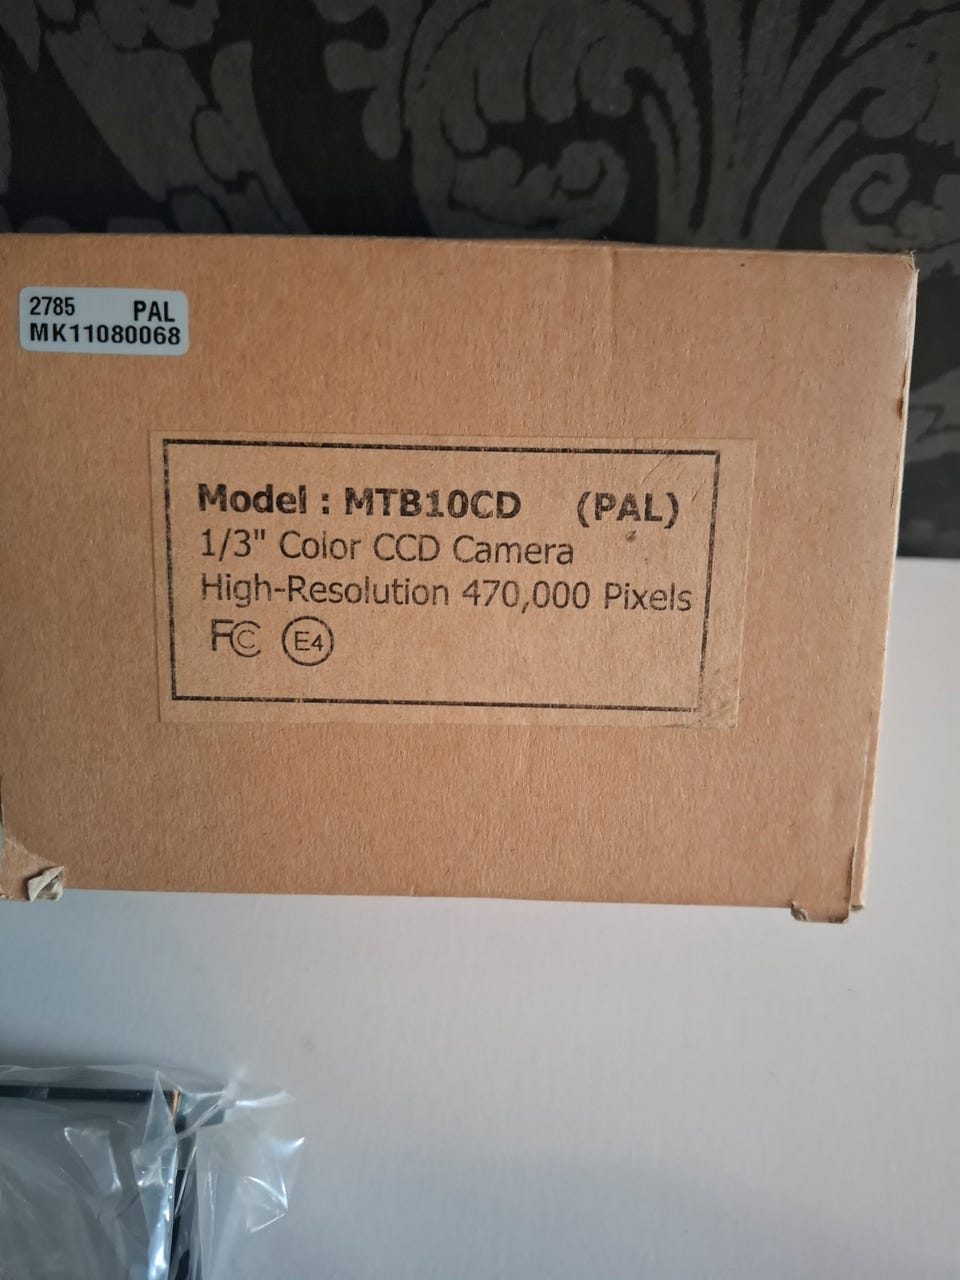 2785 PAL
MK11080068
Model : MTB10CD (PAL)
1/3" Color CCD Camera
High-Resolution 470,000 Pixels
FC E4